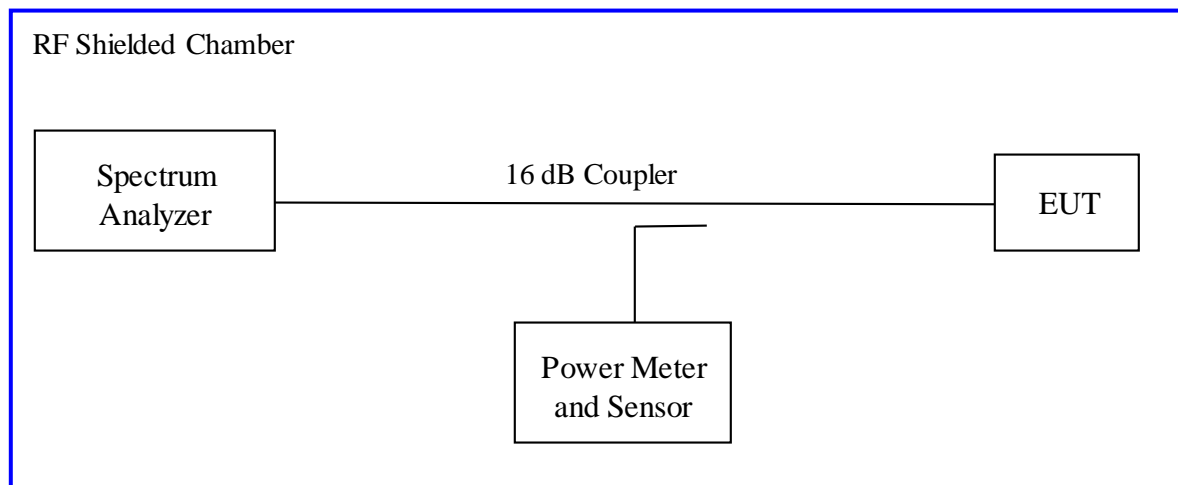 RF Shielded Chamber
Spectrum
Analyzer
16 dB Coupler
EUT
Power Meter
and Sensor